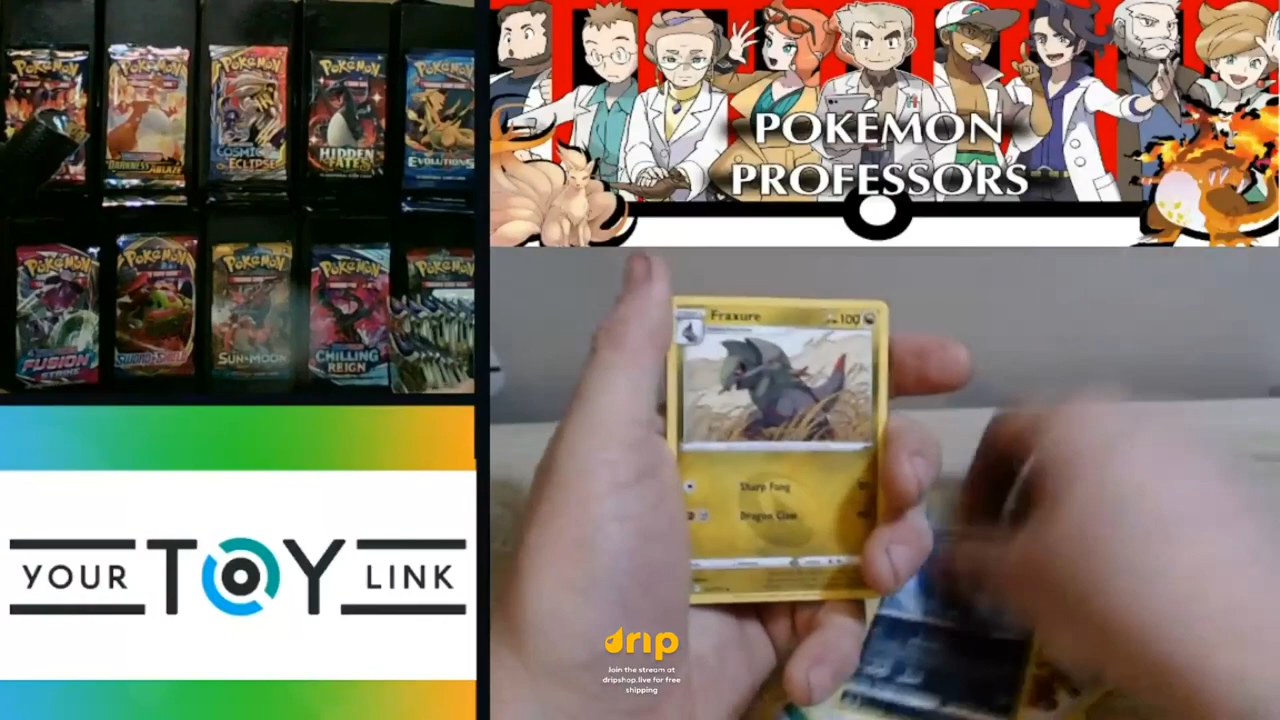 POKéMON
POKéMON
POKéMON
POKéMON
POKéMON
DARKNESS ABLAZE
COSMIC
ECLIPSE
HIDDEN
FATES
EVOLUTIONS
POKéMON
POKéMON
POKéMON
POKéMON
POKéMON
FUSION
STRIKE
SWORD & SHIELD
SUN & MOON
CHILLING
REIGN
YOUR TOY LINK
POKÉMON
PROFESSORS
Fraxure 100
Sharp Fang
Dragon Claw
drip
Join the stream at
dripshop.live for free
shipping